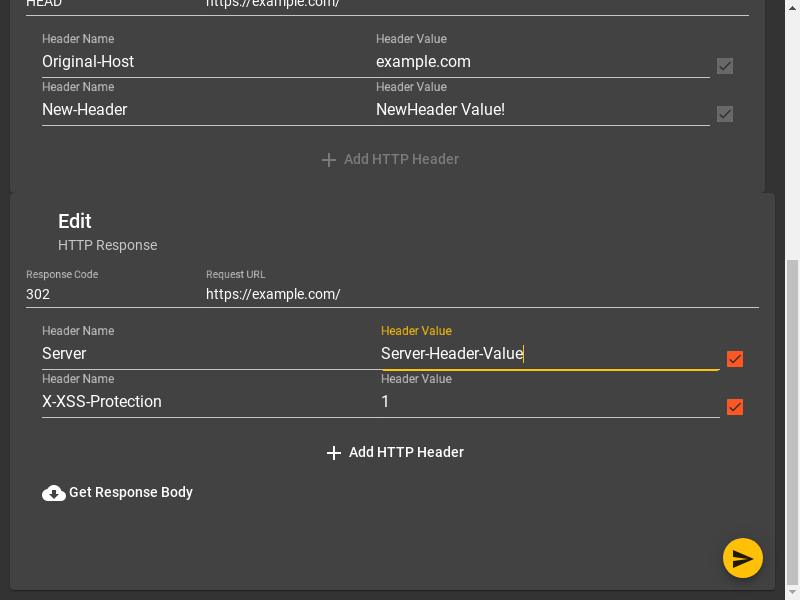 HEAD https://example.com/
Header Name Header Value
Original-Host example.com
Header Name Header Value
New-Header NewHeader Value!
Add HTTP Header
Edit
HTTP Response
Response Code Request URL
302 https://example.com/
Header Name Header Value
Server Server-Header-Value
Header Name Header Value
X-XSS-Protection 1
Add HTTP Header
Get Response Body